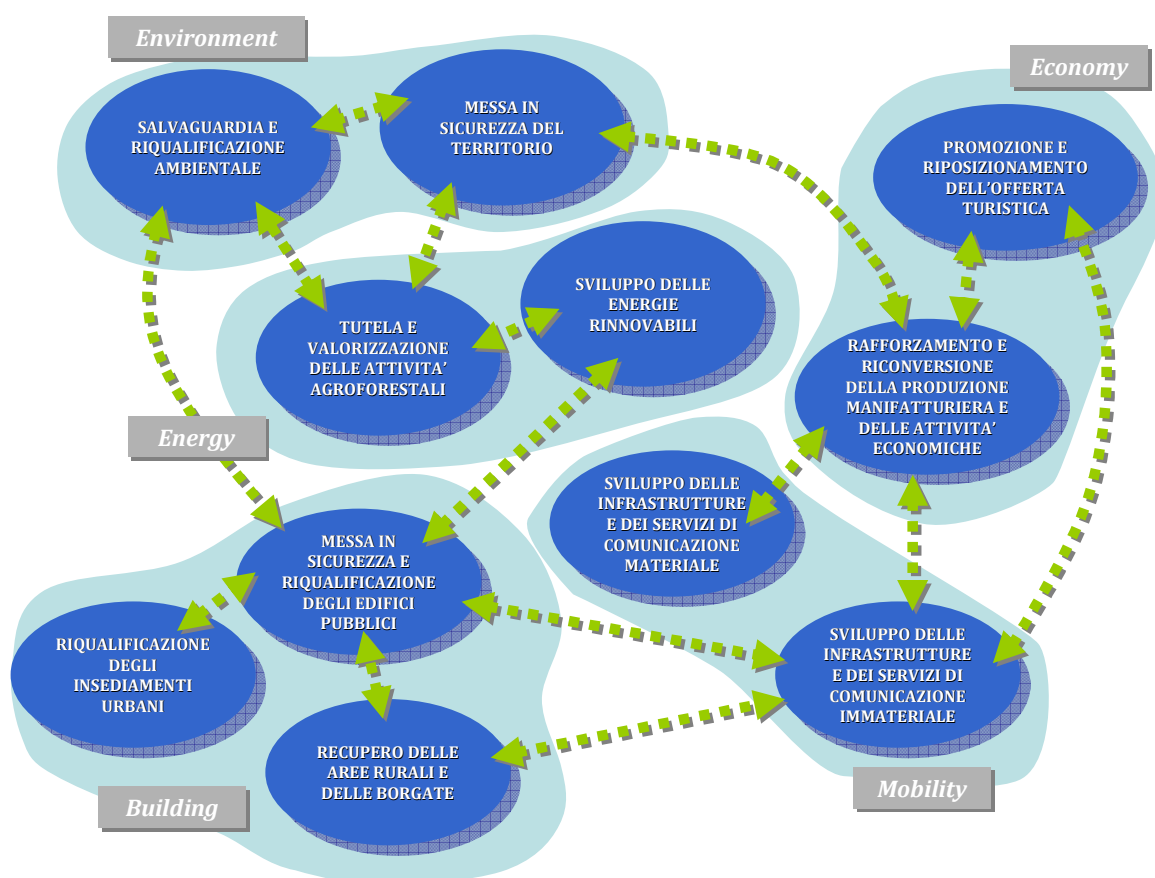 Environment
SALVAGUARDIA E
RIQUALIFICAZIONE
AMBIENTALE
MESSA IN
SICUREZZA DEL
TERRITORIO
Economy
PROMOZIONE E
RIPOSIZIONAMENTO
DELL'OFFERTA
TURISTICA
SVILUPPO DELLE
ENERGIE
RINNOVABILI
TUTELA E
VALORIZZAZIONE
DELLE ATTIVITA'
AGROFORESTALI
RAFFORZAMENTO E
RICONVERSIONE
DELLA PRODUZIONE
MANIFATTURIERA E
DELLE ATTIVITA'
ECONOMICHE
Energy
SVILUPPO DELLE
INFRASTRUTTURE
E DEI SERVIZI DI
COMUNICAZIONE
MATERIALE
MESSA IN
SICUREZZA E
RIQUALIFICAZIONE
DEGLI EDIFICI
PUBBLICI
RIQUALIFICAZIONE
DEGLI
INSEDIAMENTI
URBANI
SVILUPPO DELLE
INFRASTRUTTURE
E DEI SERVIZI DI
COMUNICAZIONE
IMMATERIALE
RECUPERO DELLE
AREE RURALI E
DELLE BORGATE
Building
Mobility